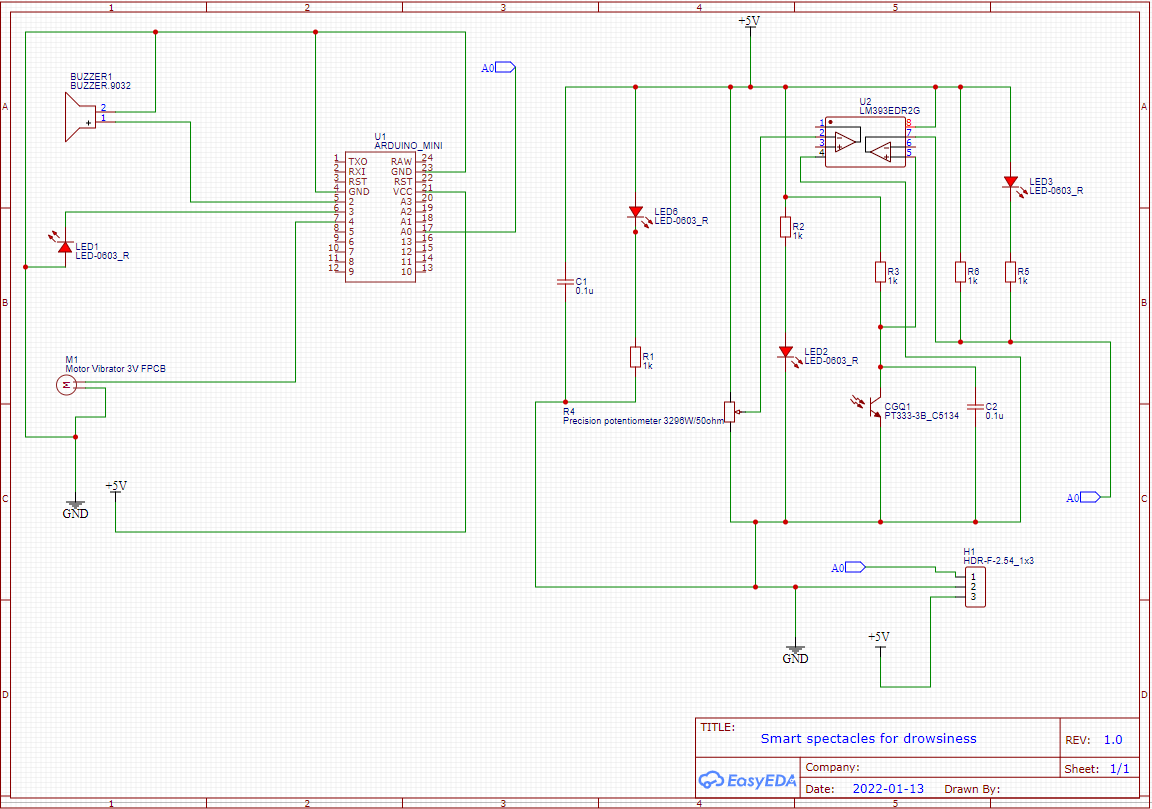 1 2 3 4 5
A
B
C
D
A
B
C
D
BUZZER1
BUZZER.9032
2
1
+
A0
U1
ARDUINO_MINI
1 TXO RAW 24
2 RXI GND 23
3 RST RST 22
4 GND VCC 21
5 2 A3 20
6 3 A2 19
7 4 A1 18
8 5 A0 17
9 6 13 16
10 7 12 15
11 8 11 14
12 9 10 13
LED1
LED-0603_R
M1
Motor Vibrator 3V FPCB
M
+5V
GND
+5V
U2
LM393EDR2G
1 8
2 7
3 6
4 5
LED3
LED-0603_R
LED6
LED-0603_R
R2
1k
C1
0.1u
R3
1k
R6
1k
R5
1k
R1
1k
LED2
LED-0603_R
R4
Precision potentiometer 3296W/50ohm
CGQ1
PT333-3B_C5134
C2
0.1u
A0
H1
HDR-F-2.54_1x3
A0
1
2
3
+5V
GND
TITLE:
Smart spectacles for drowsiness
REV: 1.0
EasyEDA
Company:
Sheet: 1/1
Date: 2022-01-13 Drawn By:
1 2 3 4 5